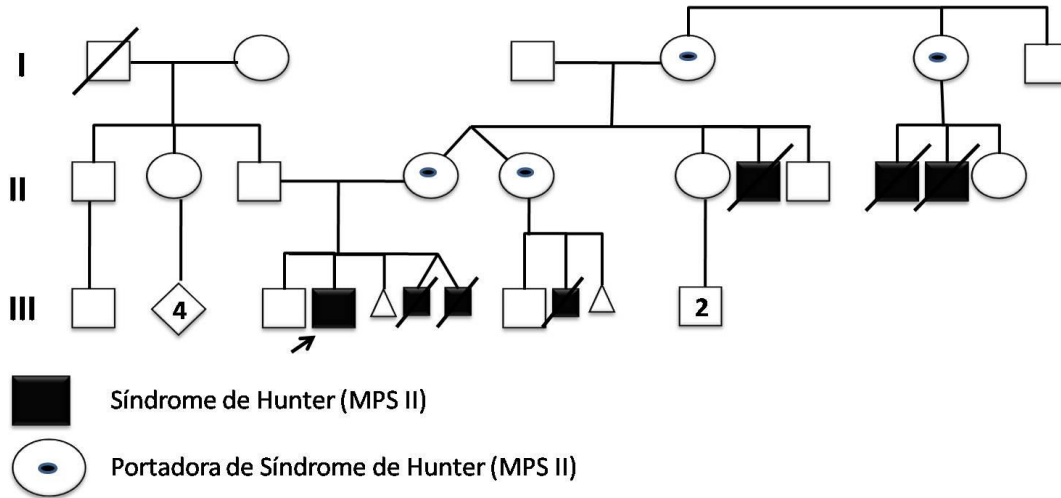 I
II
III
4
2
Síndrome de Hunter (MPS II)
Portadora de Síndrome de Hunter (MPS II)